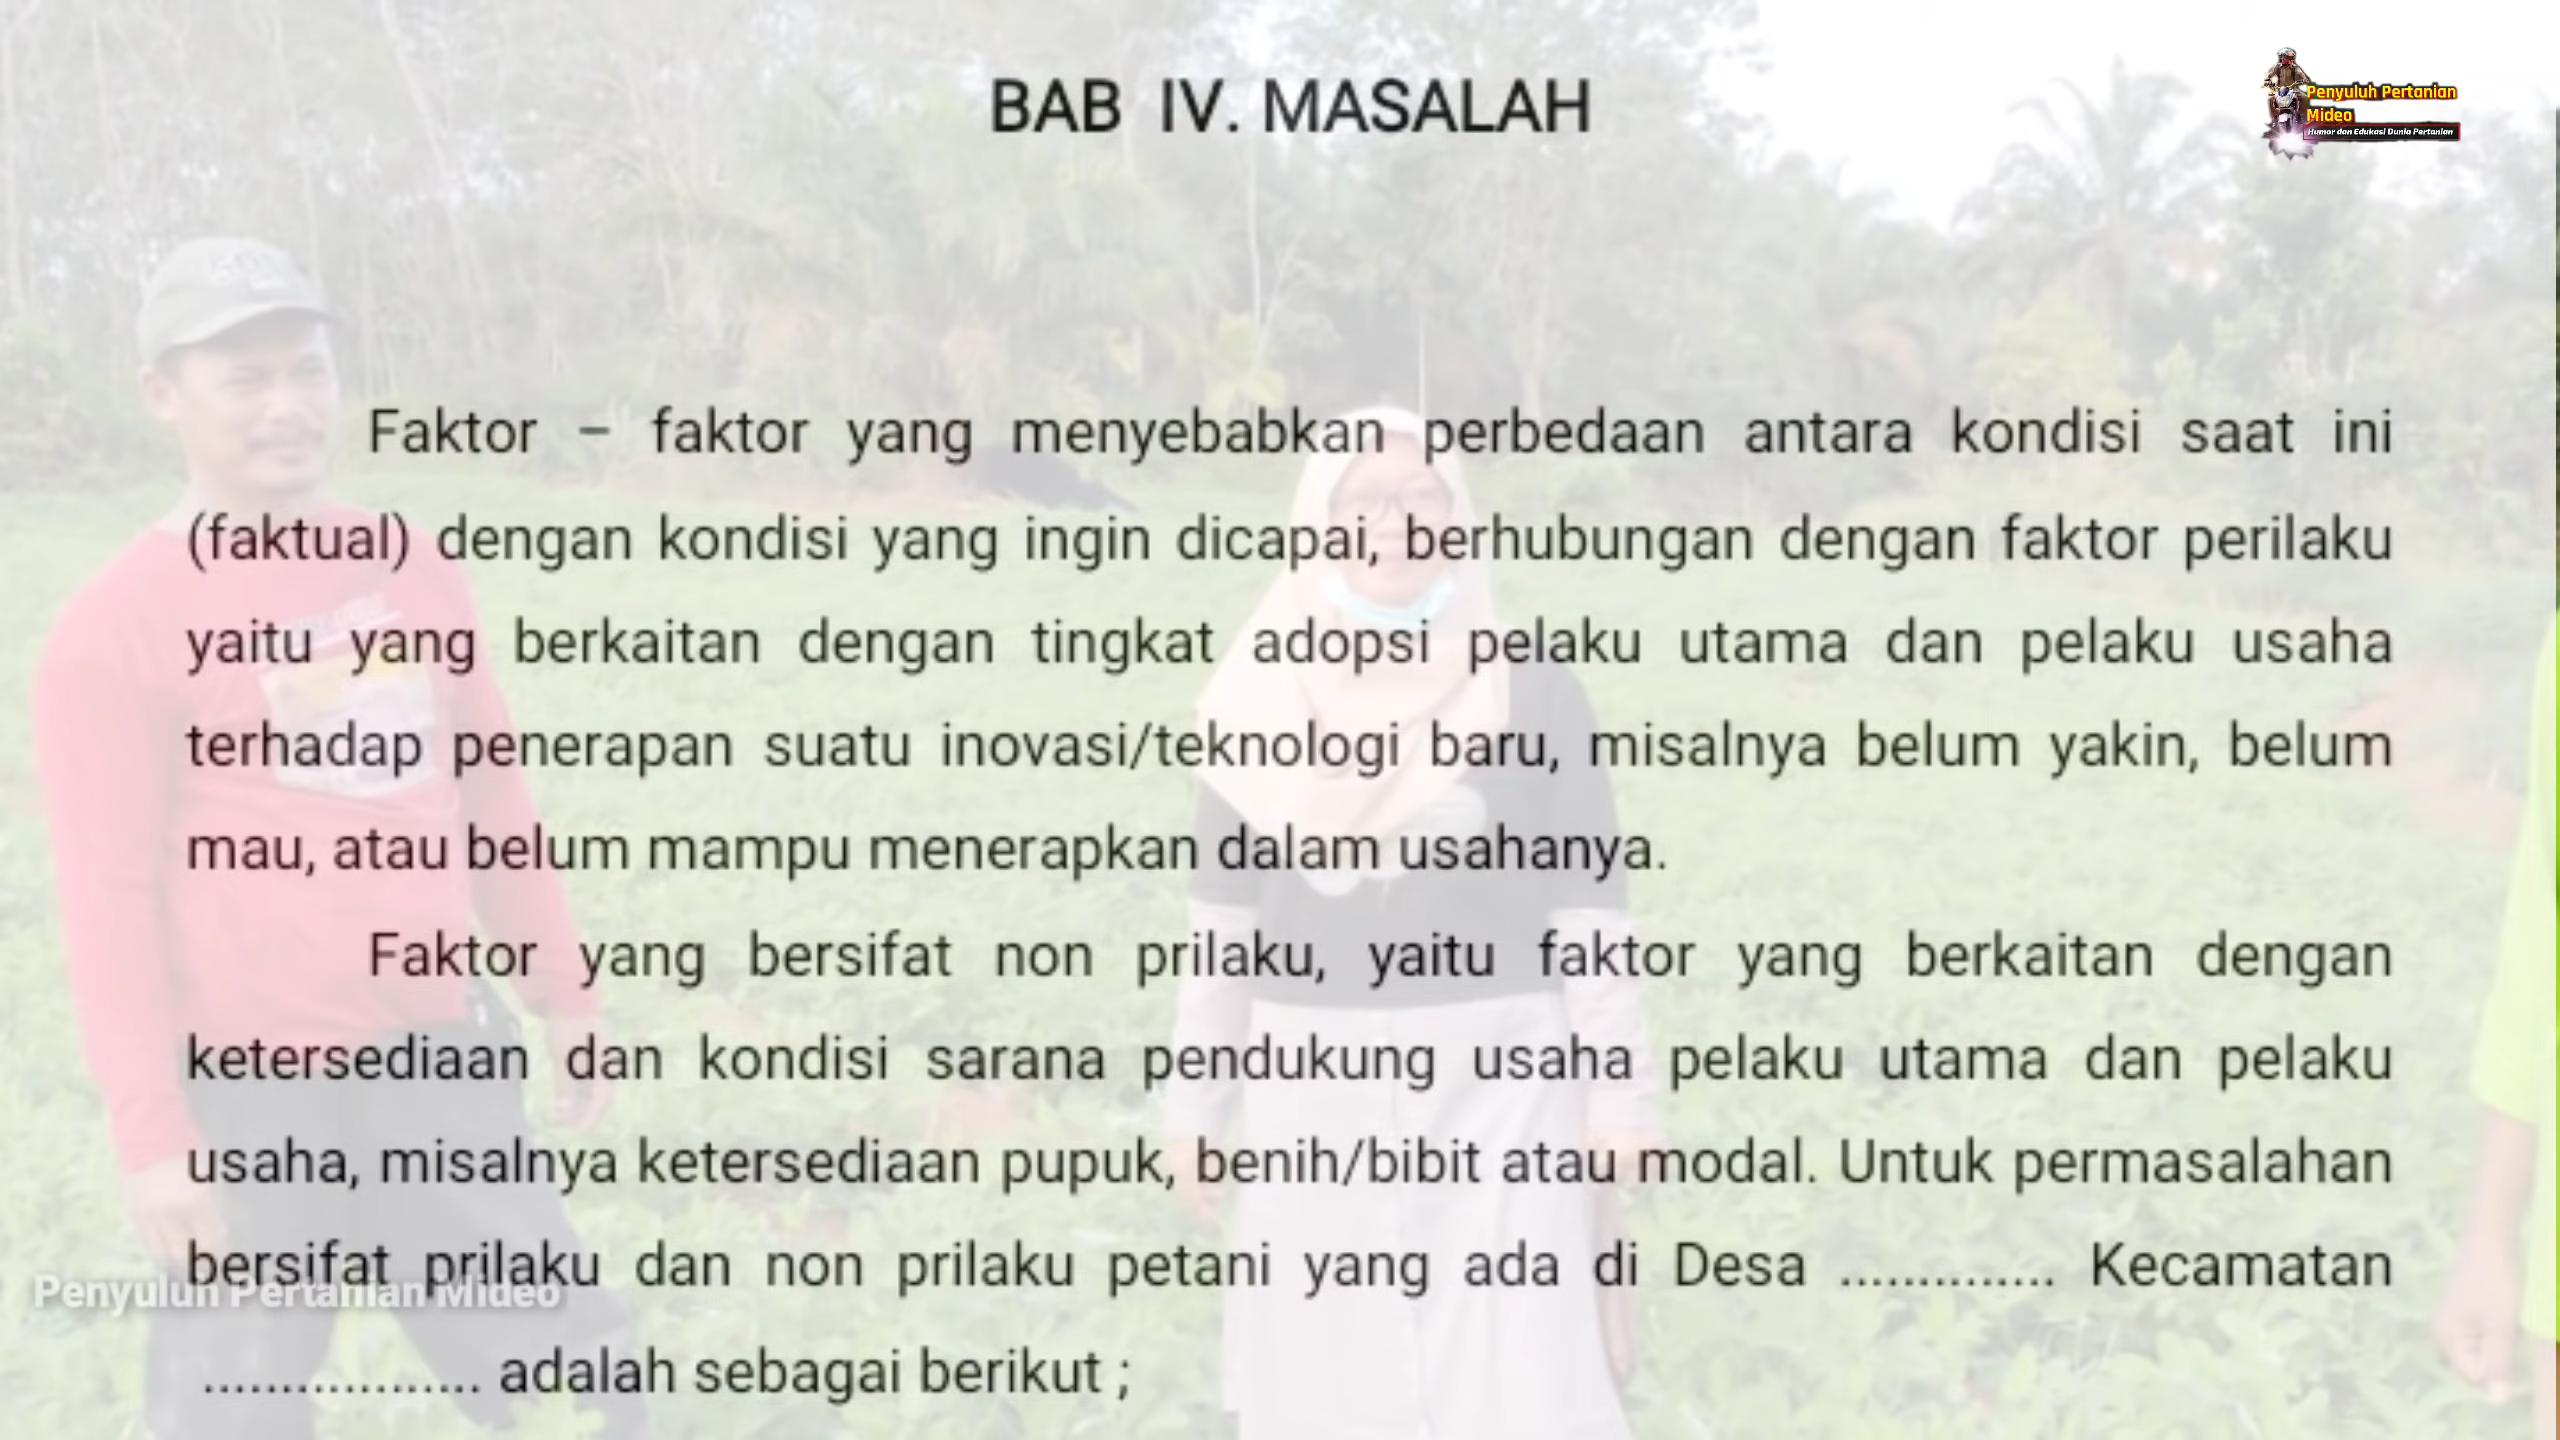 BAB IV. MASALAH
Penyuluh Pertanian
Mideo
Humor dan Edukasi Dunia Pertanian
Faktor – faktor yang menyebabkan perbedaan antara kondisi saat ini
(faktual) dengan kondisi yang ingin dicapai, berhubungan dengan faktor perilaku
yaitu yang berkaitan dengan tingkat adopsi pelaku utama dan pelaku usaha
terhadap penerapan suatu inovasi/teknologi baru, misalnya belum yakin, belum
mau, atau belum mampu menerapkan dalam usahanya.
Faktor yang bersifat non prilaku, yaitu faktor yang berkaitan dengan
ketersediaan dan kondisi sarana pendukung usaha pelaku utama dan pelaku
usaha, misalnya ketersediaan pupuk, benih/bibit atau modal. Untuk permasalahan
bersifat prilaku dan non prilaku petani yang ada di Desa .............. Kecamatan
.................. adalah sebagai berikut ;
Penyuluh Pertanian Mideo